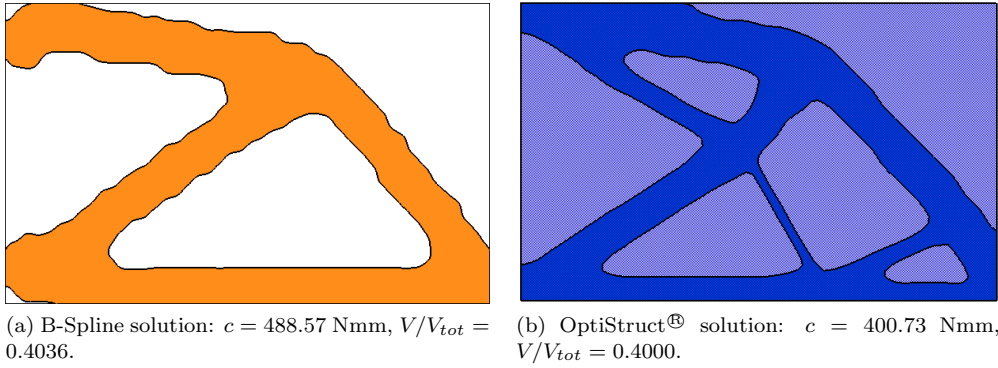 (a) B-Spline solution: c = 488.57 Nmm, V/V_tot =
0.4036.
(b) OptiStruct® solution: c = 400.73 Nmm,
V/V_tot = 0.4000.